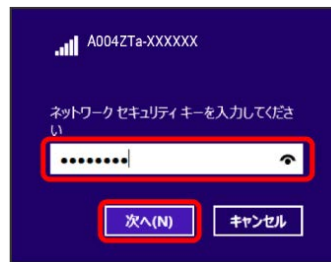 A004ZTa-XXXXXX
ネットワーク セキュリティ キーを入力してくださ
い
••••••••
次へ(N)
キャンセル